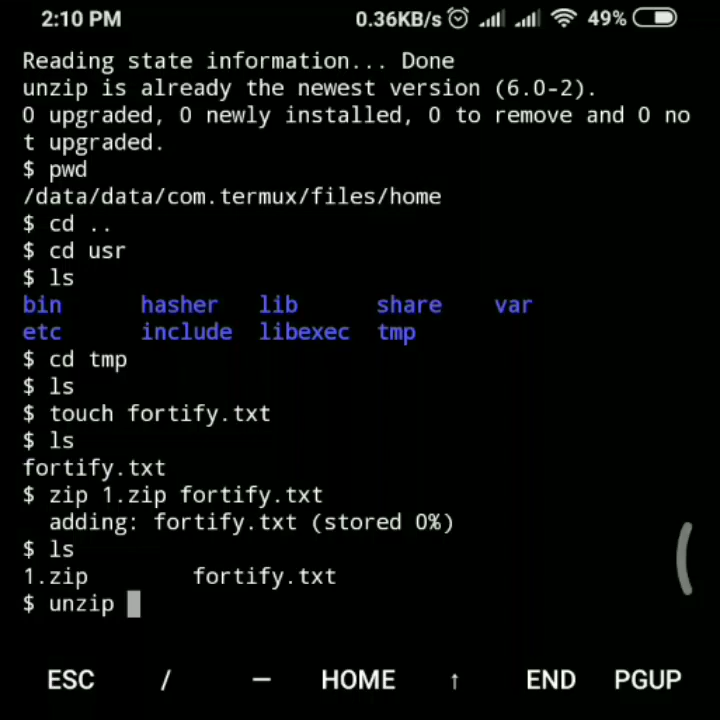 2:10 PM 0.36KB/s 49%
Reading state information... Done
unzip is already the newest version (6.0-2).
0 upgraded, 0 newly installed, 0 to remove and 0 no
t upgraded.
$ pwd
/data/data/com.termux/files/home
$ cd ..
$ cd usr
$ ls
bin hasher lib share var
etc include libexec tmp
$ cd tmp
$ ls
$ touch fortify.txt
$ ls
fortify.txt
$ zip 1.zip fortify.txt
  adding: fortify.txt (stored 0%)
$ ls
1.zip fortify.txt
$ unzip
ESC / — HOME ↑ END PGUP